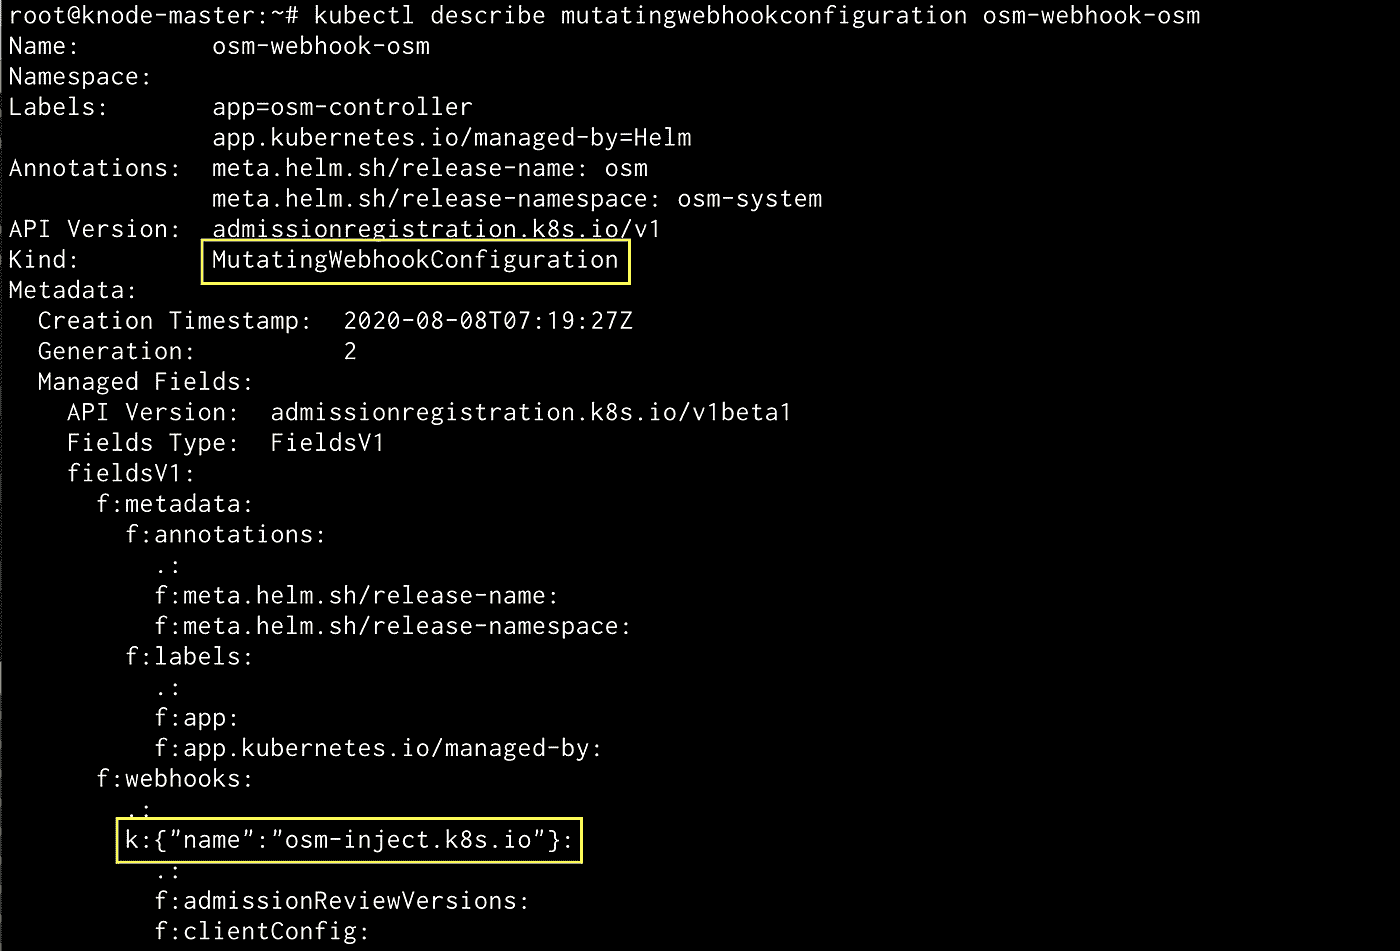 root@knode-master:~# kubectl describe mutatingwebhookconfiguration osm-webhook-osm
Name:         osm-webhook-osm
Namespace:
Labels:       app=osm-controller
              app.kubernetes.io/managed-by=Helm
Annotations:  meta.helm.sh/release-name: osm
              meta.helm.sh/release-namespace: osm-system
API Version:  admissionregistration.k8s.io/v1
Kind:         MutatingWebhookConfiguration
Metadata:
  Creation Timestamp:  2020-08-08T07:19:27Z
  Generation:          2
  Managed Fields:
    API Version:  admissionregistration.k8s.io/v1beta1
    Fields Type:  FieldsV1
    fieldsV1:
      f:metadata:
        f:annotations:
          .:
          f:meta.helm.sh/release-name:
          f:meta.helm.sh/release-namespace:
        f:labels:
          .:
          f:app:
          f:app.kubernetes.io/managed-by:
      f:webhooks:
        .:
        k:{"name":"osm-inject.k8s.io"}:
          .:
          f:admissionReviewVersions:
          f:clientConfig: